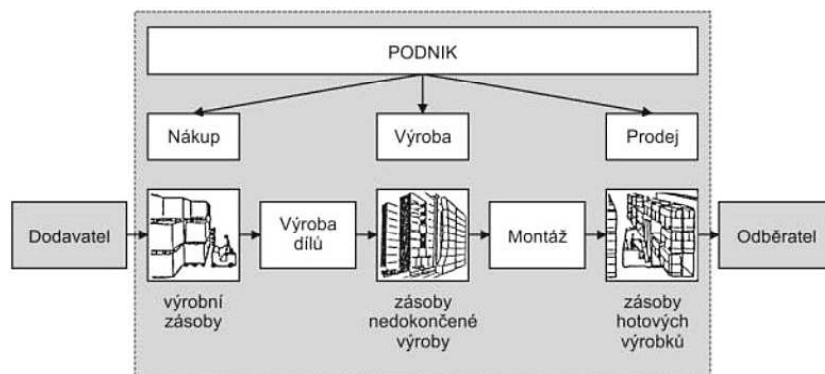 PODNIK
Nákup
Výroba
Prodej
Dodavatel
Výroba
dílů
Montáž
Odběratel
výrobní
zásoby
zásoby
nedokončené
výroby
zásoby
hotových
výrobků